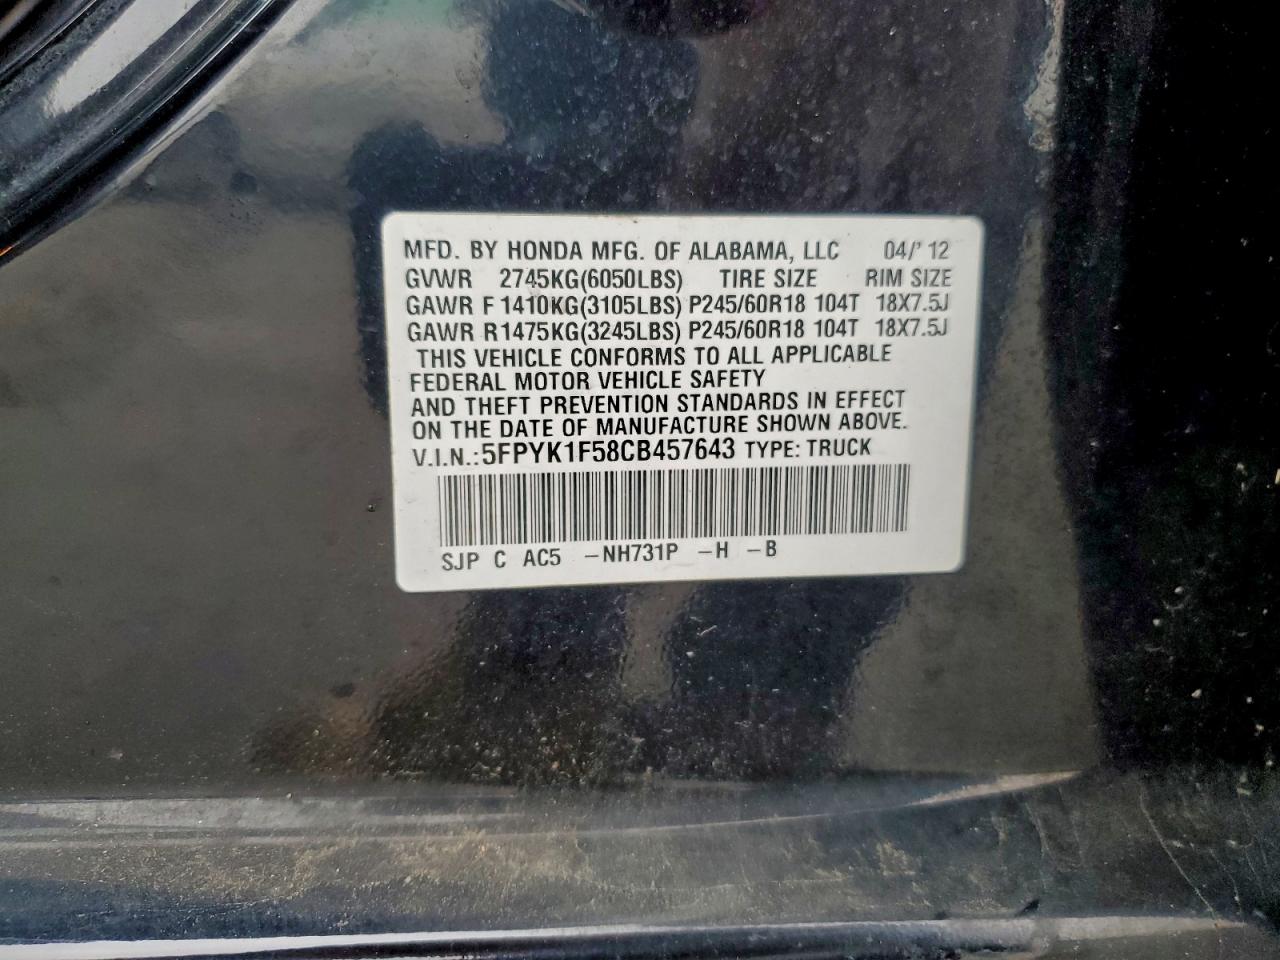 MFD. BY HONDA MFG. OF ALABAMA, LLC 04/'12
GVWR 2745KG(6050LBS) TIRE SIZE RIM SIZE
GAWR F1410KG(3105LBS) P245/60R18 104T 18X7.5J
GAWR R1475KG(3245LBS) P245/60R18 104T 18X7.5J
THIS VEHICLE CONFORMS TO ALL APPLICABLE
FEDERAL MOTOR VEHICLE SAFETY
AND THEFT PREVENTION STANDARDS IN EFFECT
ON THE DATE OF MANUFACTURE SHOWN ABOVE.
V.I.N.:5FPYK1F58CB457643 TYPE: TRUCK
SJP C AC5 -NH731P -H -B